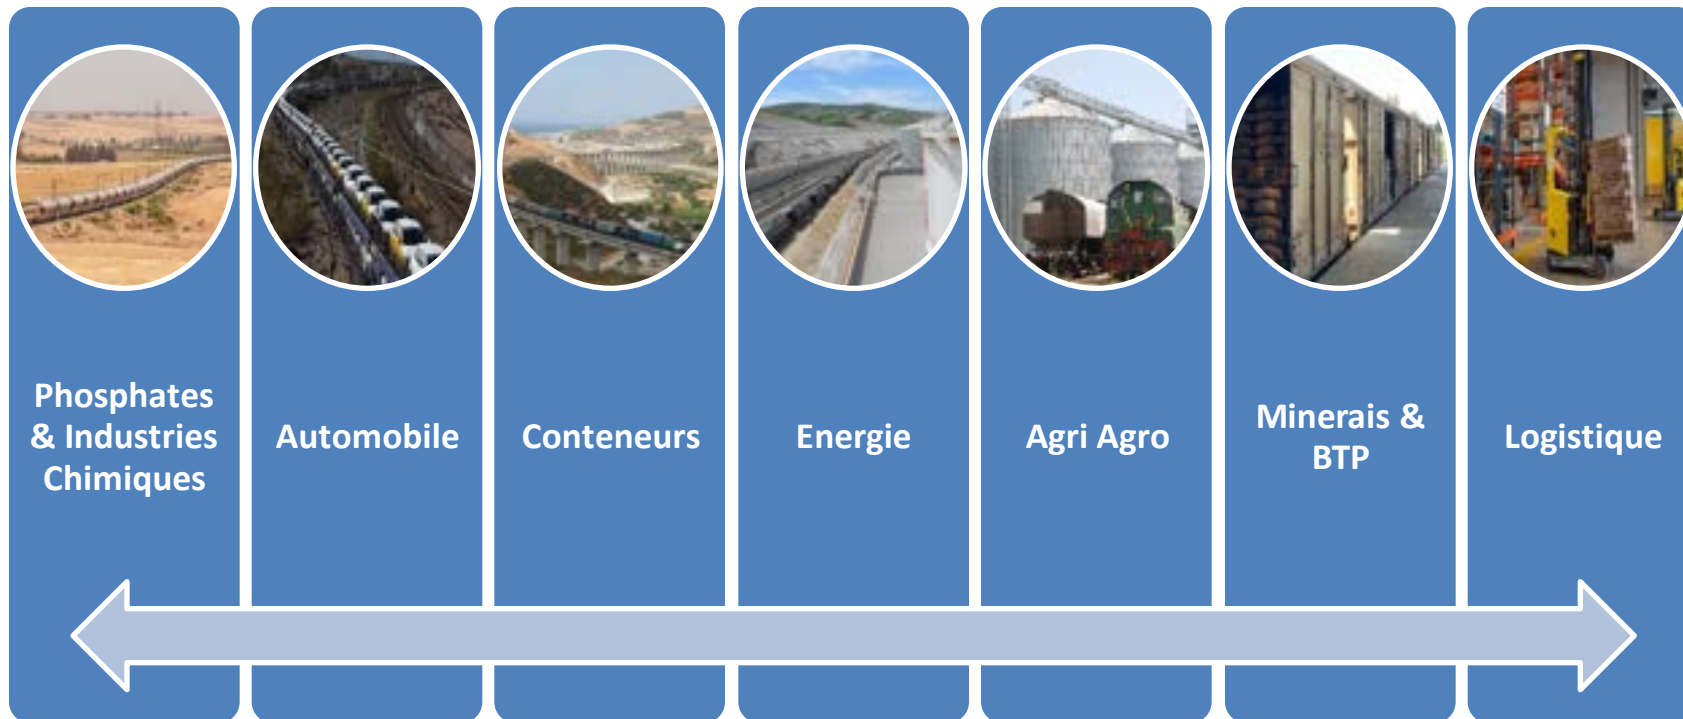 Phosphates
& Industries
Chimiques
Automobile
Conteneurs
Energie
Agri Agro
Minerais &
BTP
Logistique